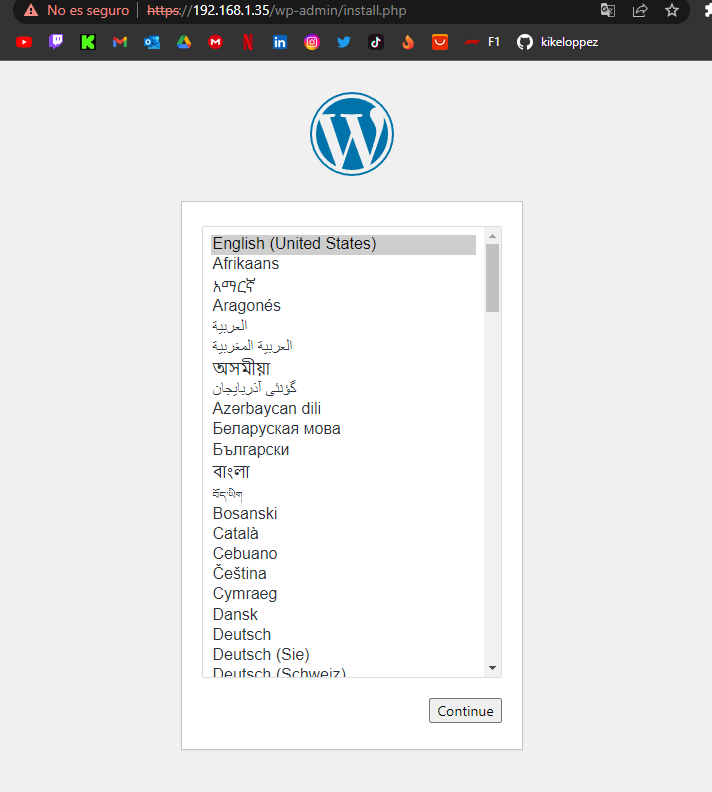 No es seguro | https://192.168.1.35/wp-admin/install.php
F1 kikeloppez
English (United States)
Afrikaans
አማርኛ
Aragonés
العربية
العربية المغربية
অসমীয়া
گؤنئی آذربایجان
Azərbaycan dili
Беларуская мова
Български
বাংলা
བོད་ཡིག
Bosanski
Català
Cebuano
Čeština
Cymraeg
Dansk
Deutsch
Deutsch (Sie)
Deutsch (Schweiz)
Continue